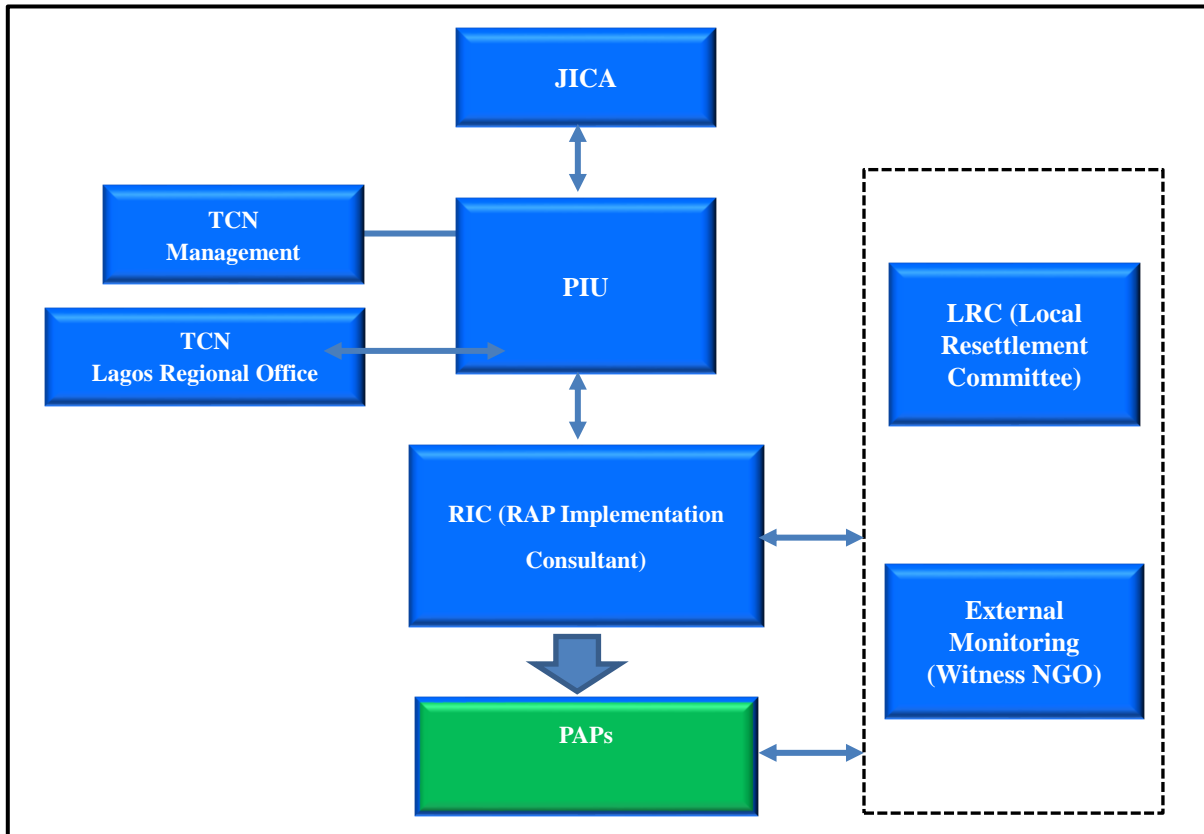 JICA
TCN
Management
PIU
TCN
Lagos Regional Office
LRC (Local
Resettlement
Committee)
RIC (RAP Implementation
Consultant)
External
Monitoring
(Witness NGO)
PAPs